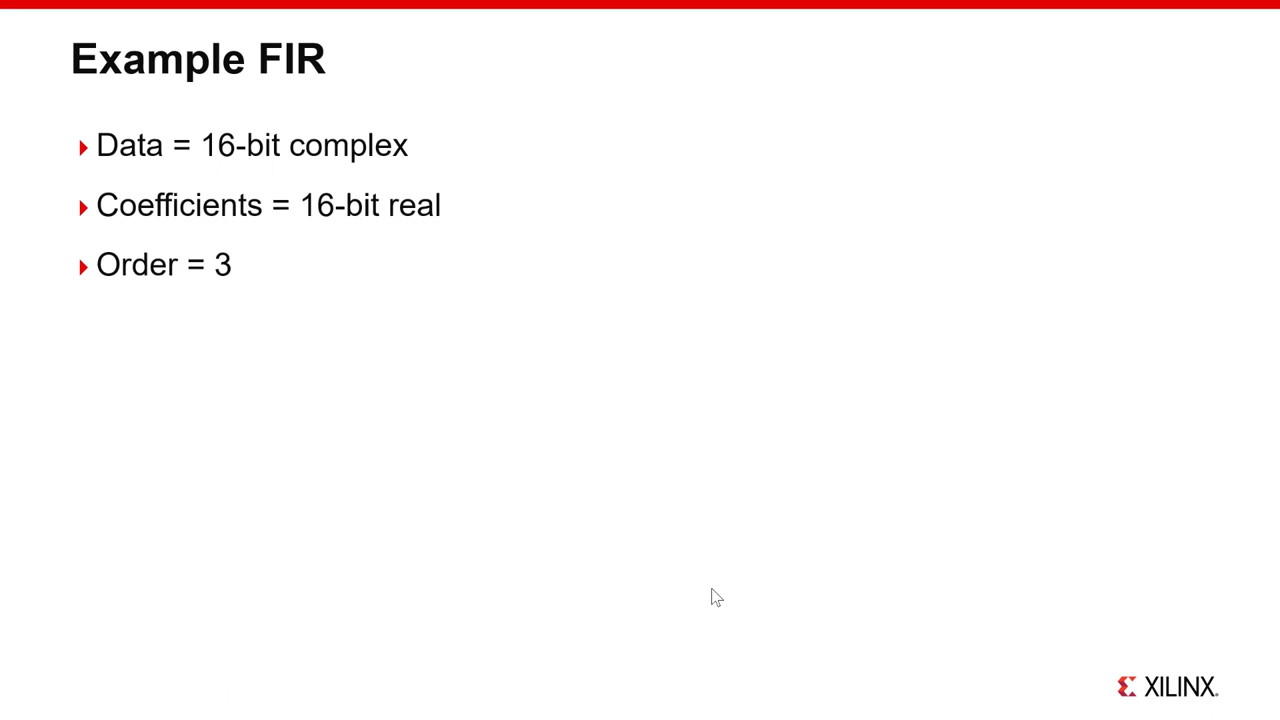 Example FIR
Data = 16-bit complex
Coefficients = 16-bit real
Order = 3
XILINX.